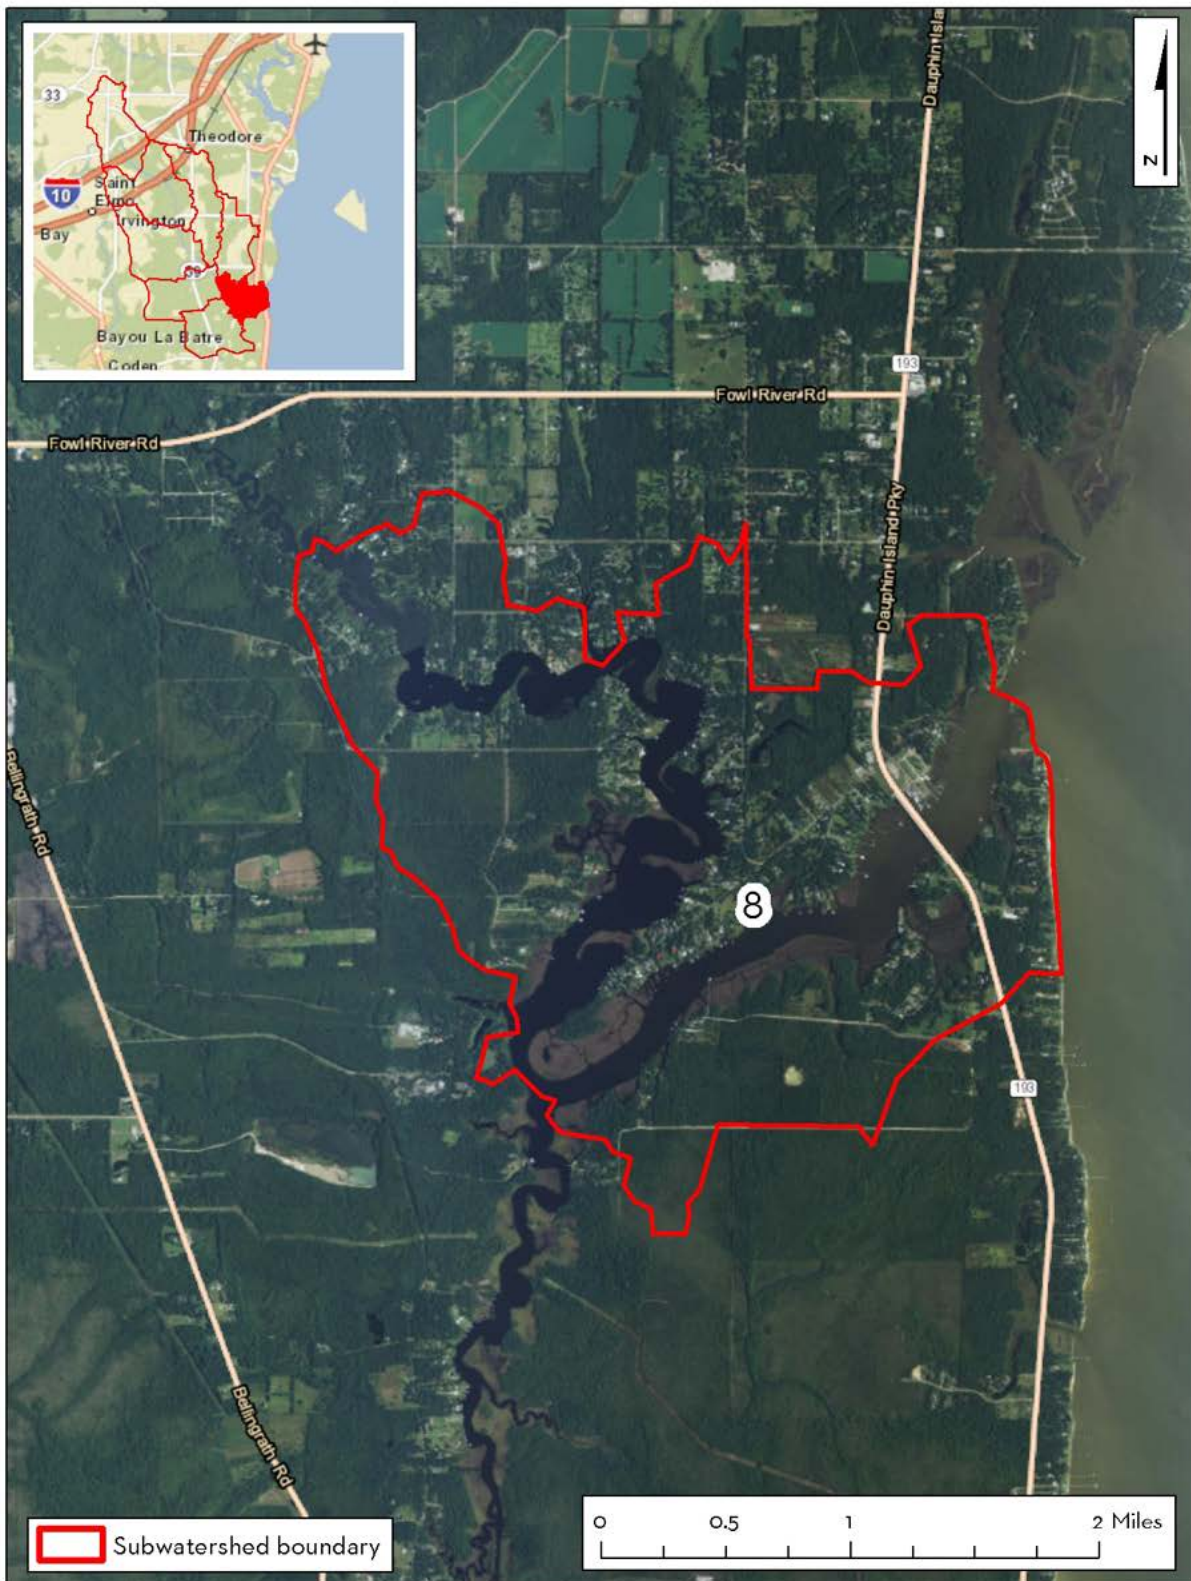 33
Theodore
10
Saint
Elmo
Irvington
Bay
59
Bayou La Batre
Coden
Dauphin Isla
N
193
Fowl River Rd
Fowl River Rd
Dauphin Island Pky
Bellingrath Rd
8
193
Bellingrath Rd
Subwatershed boundary
0 0.5 1 2 Miles